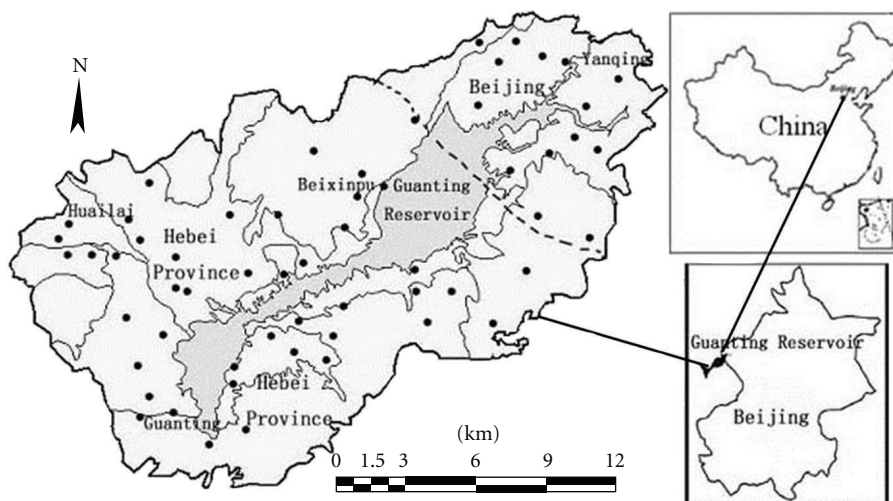 N
Yanqing
Beijing
Beixinpu
Guanting
Reservoir
Huailai
Hebei
Province
Hebei
Province
Guanting
(km)
0 1.5 3 6 9 12
Beijing
China
Guanting Reservoir
Beijing